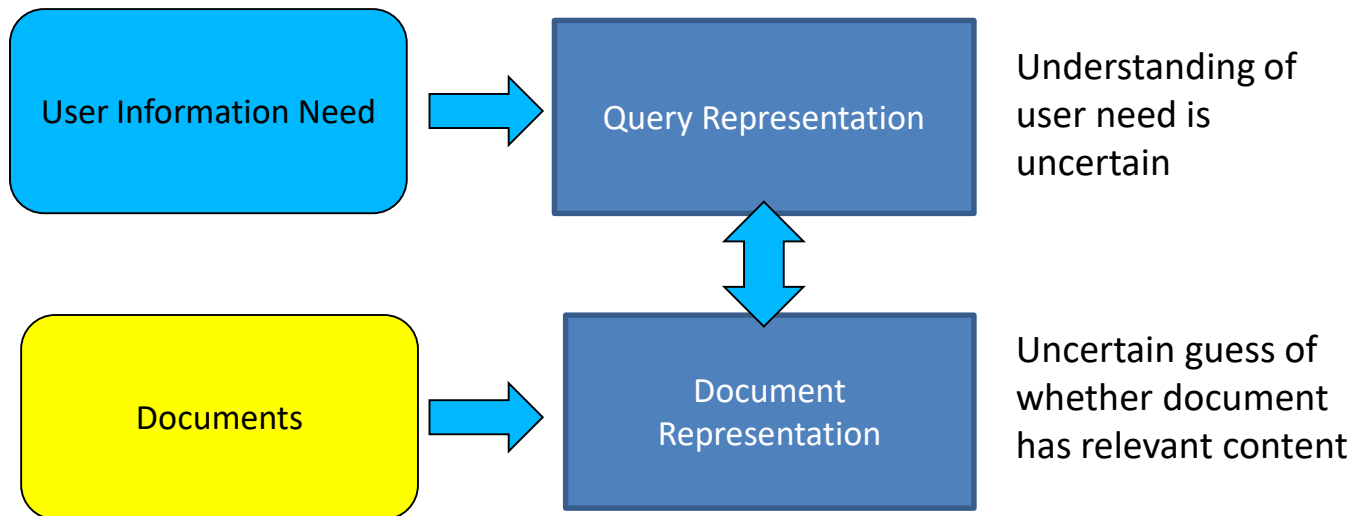 User Information Need
Query Representation
Understanding of
user need is
uncertain
Documents
Document
Representation
Uncertain guess of
whether document
has relevant content